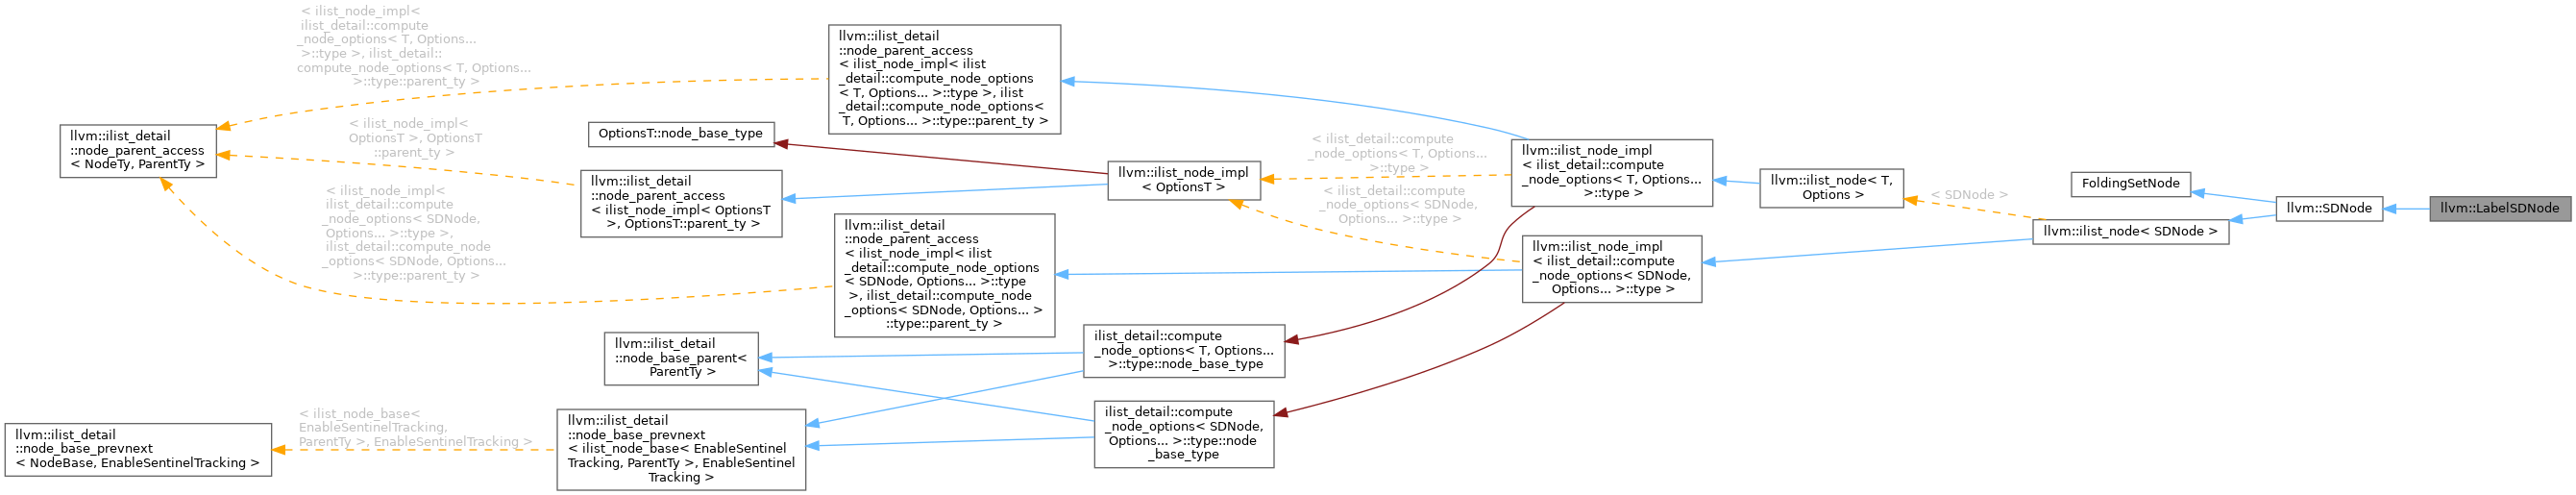 < ilist_node_impl<
ilist_detail::compute
_node_options< T, Options...
>::type >, ilist_detail::
compute_node_options< T, Options...
>::type::parent_ty >
llvm::ilist_detail
::node_parent_access
< NodeTy, ParentTy >
< ilist_node_impl<
OptionsT >, OptionsT
::parent_ty >
< ilist_node_impl<
ilist_detail::compute
_node_options< SDNode,
Options... >::type >,
ilist_detail::compute_node
_options< SDNode, Options...
>::type::parent_ty >
llvm::ilist_detail
::node_base_prevnext
< NodeBase, EnableSentinelTracking >
< ilist_node_base<
EnableSentinelTracking,
ParentTy >, EnableSentinelTracking >
llvm::ilist_detail
::node_parent_access
< ilist_node_impl< ilist
_detail::compute_node_options
< T, Options... >::type >, ilist
_detail::compute_node_options<
T, Options... >::type::parent_ty >
OptionsT::node_base_type
llvm::ilist_detail
::node_parent_access
< ilist_node_impl< OptionsT
>, OptionsT::parent_ty >
llvm::ilist_detail
::node_parent_access
< ilist_node_impl< ilist
_detail::compute_node_options
< SDNode, Options... >::type
>, ilist_detail::compute_node
_options< SDNode, Options... >
::type::parent_ty >
llvm::ilist_detail
::node_base_parent<
ParentTy >
llvm::ilist_detail
::node_base_prevnext
< ilist_node_base< EnableSentinel
Tracking, ParentTy >, EnableSentinel
Tracking >
llvm::ilist_node_impl
< OptionsT >
ilist_detail::compute
_node_options< T, Options...
>::type::node_base_type
ilist_detail::compute
_node_options< SDNode,
Options... >::type::node
_base_type
< ilist_detail::compute
_node_options< T, Options...
>::type >
< ilist_detail::compute
_node_options< SDNode,
Options... >::type >
llvm::ilist_node_impl
< ilist_detail::compute
_node_options< T, Options...
>::type >
llvm::ilist_node_impl
< ilist_detail::compute
_node_options< SDNode,
Options... >::type >
llvm::ilist_node< T,
Options >
< SDNode >
FoldingSetNode
llvm::ilist_node< SDNode >
llvm::SDNode
llvm::LabelSDNode